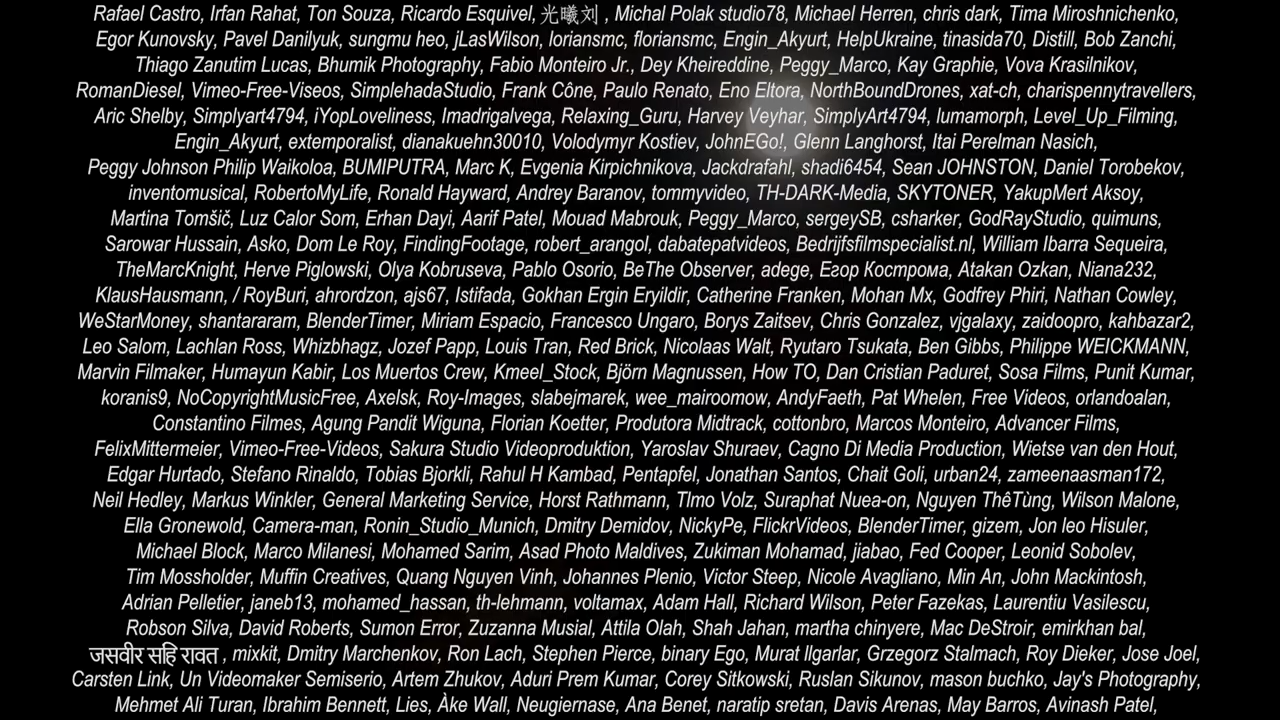 Rafael Castro, Irfan Rahat, Ton Souza, Ricardo Esquivel, 光曦刘 , Michal Polak studio78, Michael Herren, chris dark, Tima Miroshnichenko,
Egor Kunovsky, Pavel Danilyuk, sungmu heo, jLasWilson, loriansmc, floriansmc, Engin_Akyurt, HelpUkraine, tinasida70, Distill, Bob Zanchi,
Thiago Zanutim Lucas, Bhumik Photography, Fabio Monteiro Jr., Dey Kheireddine, Peggy_Marco, Kay Graphie, Vova Krasilnikov,
RomanDiesel, Vimeo-Free-Viseos, SimplehadaStudio, Frank Cône, Paulo Renato, Eno Eltora, NorthBoundDrones, xat-ch, charispennytravellers,
Aric Shelby, Simplyart4794, iYopLoveliness, Imadrigalvega, Relaxing_Guru, Harvey Veyhar, SimplyArt4794, lumamorph, Level_Up_Filming,
Engin_Akyurt, extemporalist, dianakuehn30010, Volodymyr Kostiev, JohnEGo!, Glenn Langhorst, Itai Perelman Nasich,
Peggy Johnson Philip Waikoloa, BUMIPUTRA, Marc K, Evgenia Kirpichnikova, Jackdrafahl, shadi6454, Sean JOHNSTON, Daniel Torobekov,
inventomusical, RobertoMyLife, Ronald Hayward, Andrey Baranov, tommyvideo, TH-DARK-Media, SKYTONER, YakupMert Aksoy,
Martina Tomšič, Luz Calor Som, Erhan Dayi, Aarif Patel, Mouad Mabrouk, Peggy_Marco, sergeySB, csharker, GodRayStudio, quimuns,
Sarowar Hussain, Asko, Dom Le Roy, FindingFootage, robert_arangol, dabatepatvideos, Bedrijfsfilmspecialist.nl, William Ibarra Sequeira,
TheMarcKnight, Herve Piglowski, Olya Kobruseva, Pablo Osorio, BeThe Observer, adege, Егор Кострома, Atakan Ozkan, Niana232,
KlausHausmann, / RoyBuri, ahrordzon, ajs67, Istifada, Gokhan Ergin Eryildir, Catherine Franken, Mohan Mx, Godfrey Phiri, Nathan Cowley,
WeStarMoney, shantararam, BlenderTimer, Miriam Espacio, Francesco Ungaro, Borys Zaitsev, Chris Gonzalez, vjgalaxy, zaidoopro, kahbazar2,
Leo Salom, Lachlan Ross, Whizbhagz, Jozef Papp, Louis Tran, Red Brick, Nicolaas Walt, Ryutaro Tsukata, Ben Gibbs, Philippe WEICKMANN,
Marvin Filmaker, Humayun Kabir, Los Muertos Crew, Kmeel_Stock, Björn Magnussen, How TO, Dan Cristian Paduret, Sosa Films, Punit Kumar,
koranis9, NoCopyrightMusicFree, Axelsk, Roy-Images, slabejmarek, wee_mairoomow, AndyFaeth, Pat Whelen, Free Videos, orlandoalan,
Constantino Filmes, Agung Pandit Wiguna, Florian Koetter, Produtora Midtrack, cottonbro, Marcos Monteiro, Advancer Films,
FelixMittermeier, Vimeo-Free-Videos, Sakura Studio Videoproduktion, Yaroslav Shuraev, Cagno Di Media Production, Wietse van den Hout,
Edgar Hurtado, Stefano Rinaldo, Tobias Bjorkli, Rahul H Kambad, Pentapfel, Jonathan Santos, Chait Goli, urban24, zameenaasman172,
Neil Hedley, Markus Winkler, General Marketing Service, Horst Rathmann, TImo Volz, Suraphat Nuea-on, Nguyen ThêTùng, Wilson Malone,
Ella Gronewold, Camera-man, Ronin_Studio_Munich, Dmitry Demidov, NickyPe, FlickrVideos, BlenderTimer, gizem, Jon leo Hisuler,
Michael Block, Marco Milanesi, Mohamed Sarim, Asad Photo Maldives, Zukiman Mohamad, jiabao, Fed Cooper, Leonid Sobolev,
Tim Mossholder, Muffin Creatives, Quang Nguyen Vinh, Johannes Plenio, Victor Steep, Nicole Avagliano, Min An, John Mackintosh,
Adrian Pelletier, janeb13, mohamed_hassan, th-lehmann, voltamax, Adam Hall, Richard Wilson, Peter Fazekas, Laurentiu Vasilescu,
Robson Silva, David Roberts, Sumon Error, Zuzanna Musial, Attila Olah, Shah Jahan, martha chinyere, Mac DeStroir, emirkhan bal,
जसवीर सहि रावत , mixkit, Dmitry Marchenkov, Ron Lach, Stephen Pierce, binary Ego, Murat Ilgarlar, Grzegorz Stalmach, Roy Dieker, Jose Joel,
Carsten Link, Un Videomaker Semiserio, Artem Zhukov, Aduri Prem Kumar, Corey Sitkowski, Ruslan Sikunov, mason buchko, Jay's Photography,
Mehmet Ali Turan, Ibrahim Bennett, Lies, Àke Wall, Neugiernase, Ana Benet, naratip sretan, Davis Arenas, May Barros, Avinash Patel,